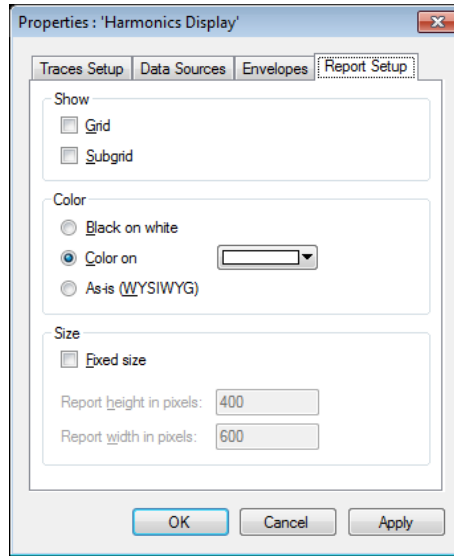 Properties : 'Harmonics Display'
Traces Setup Data Sources Envelopes Report Setup
Show
Grid
Subgrid
Color
Black on white
Color on
As-is (WYSIWYG)
Size
Fixed size
Report height in pixels: 400
Report width in pixels: 600
OK Cancel Apply